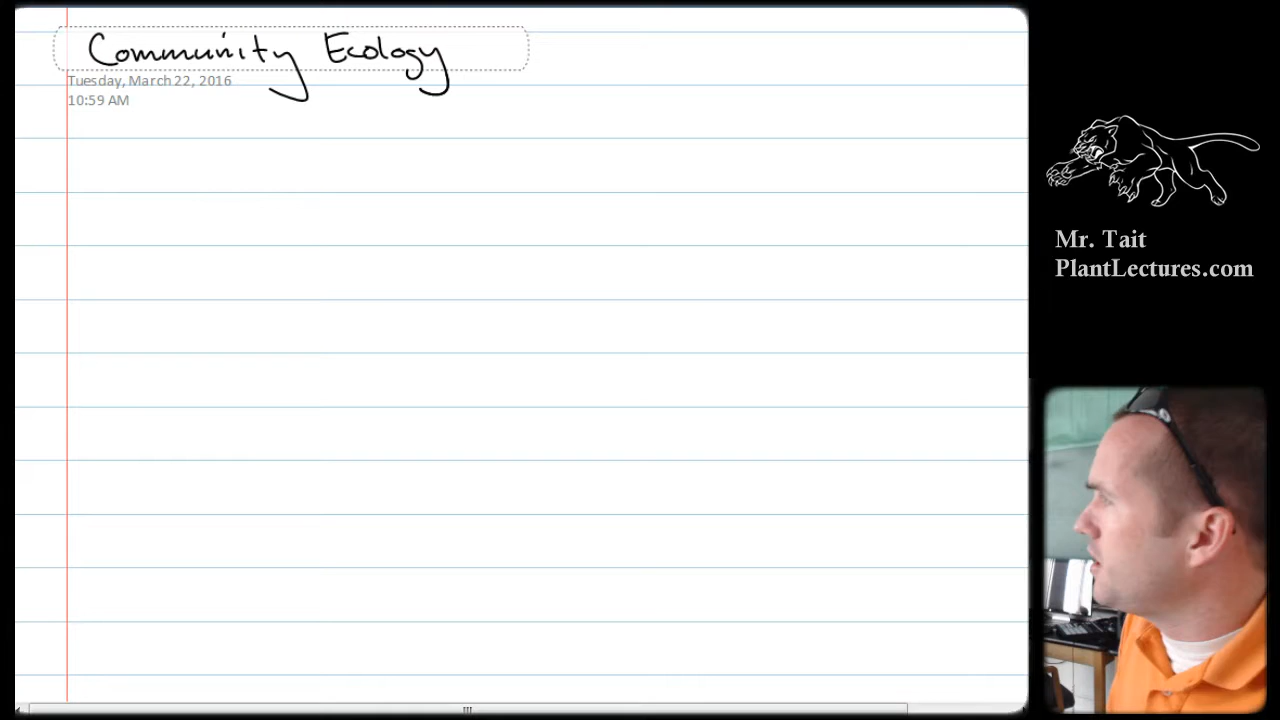 Community Ecology
Tuesday, March 22, 2016
10:59 AM
Mr. Tait
PlantLectures.com